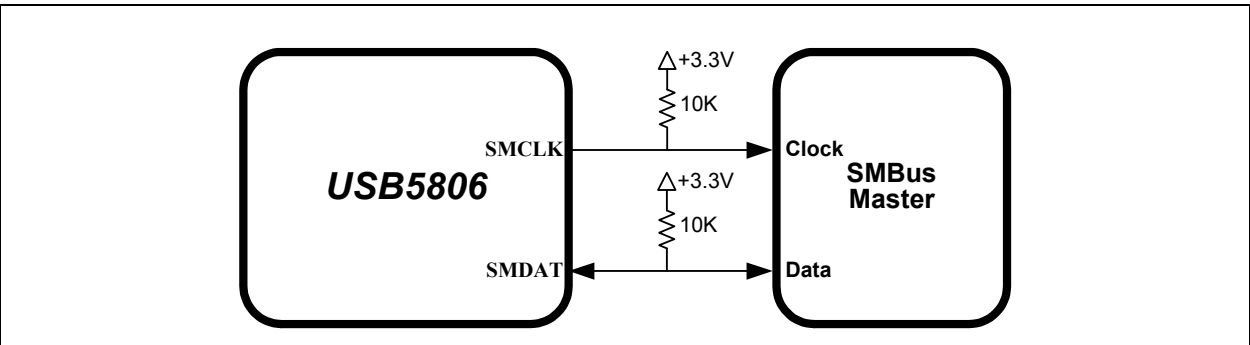 +3.3V
10K
SMCLK
Clock
USB5806
SMBus
Master
+3.3V
10K
SMDAT
Data